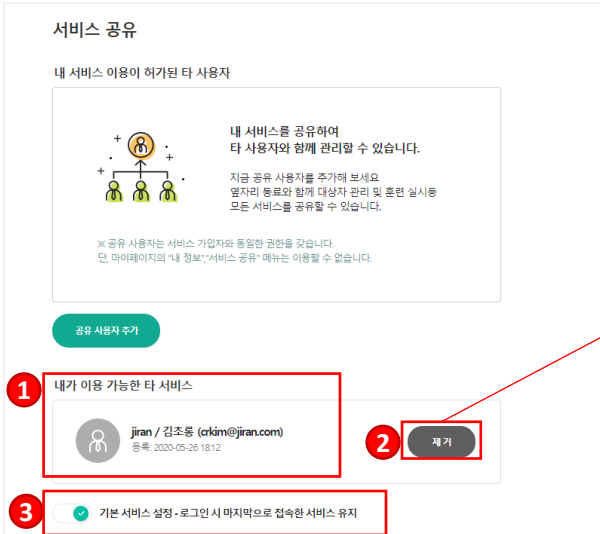 서비스 공유
내 서비스 이용이 허가된 타 사용자
내 서비스를 공유하여
타 사용자와 함께 관리할 수 있습니다.
지금 공유 사용자를 추가해 보세요
옆자리 동료와 함께 대상자 관리 및 훈련 실시등
모든 서비스를 공유할 수 있습니다.
※ 공유 사용자는 서비스 가입자와 동일한 권한을 갖습니다.
단, 마이페이지의 "내 정보","서비스 공유" 메뉴는 이용할 수 없습니다.
공유 사용자 추가
1
내가 이용 가능한 타 서비스
jiran / 김조롱 (crkim@jiran.com)
등록: 2020-05-26 18:12
2
제거
3
기본 서비스 설정 - 로그인 시 마지막으로 접속한 서비스 유지